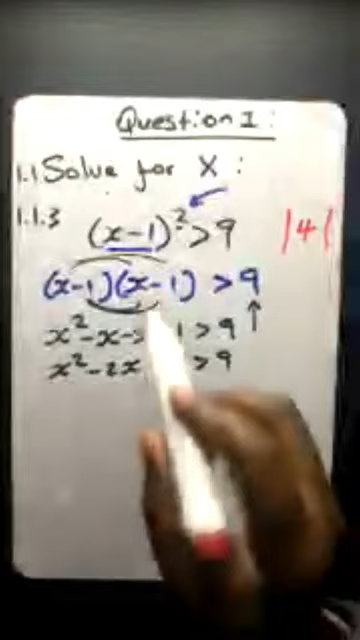 Question 1:
1.1 Solve for X:
1.1.3 (x-1)² > 9 |4|
(x-1)(x-1) > 9
x² - x - 1 > 9
x² - 2x > 9